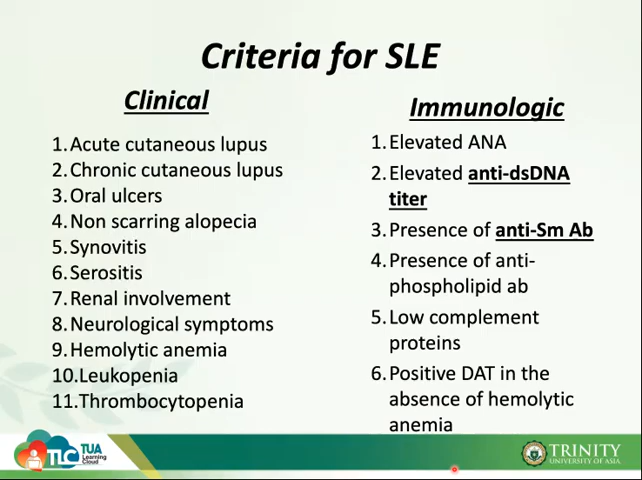 Criteria for SLE
Clinical
1. Acute cutaneous lupus
2. Chronic cutaneous lupus
3. Oral ulcers
4. Non scarring alopecia
5. Synovitis
6. Serositis
7. Renal involvement
8. Neurological symptoms
9. Hemolytic anemia
10. Leukopenia
11. Thrombocytopenia
Immunologic
1. Elevated ANA
2. Elevated anti-dsDNA
titer
3. Presence of anti-Sm Ab
4. Presence of anti-
phospholipid ab
5. Low complement
proteins
6. Positive DAT in the
absence of hemolytic
anemia
TLC
TUA
Learning
Cloud
TRINITY
UNIVERSITY OF ASIA